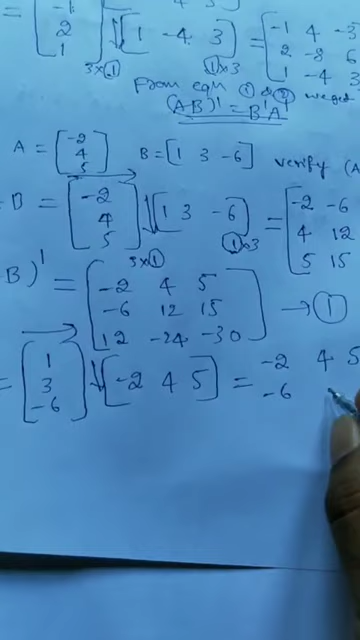 = [-1 2 1] [1 -4 3] = [-1 4 -3
2 -8 6
1 -4 3
3×1 1×3
From eqn ① & ② we get
(AB)' = B'A
A = [-2 4 5] B = [1 3 -6] verify (A
B = [-2 4 5] [1 3 -6] = [-2 -6
4 12
5 15
3×1 1×3
B)' = [-2 4 5
-6 12 15
12 -24 -30] → ①
= [1 3 -6] [-2 4 5] = -2 4 5
-6